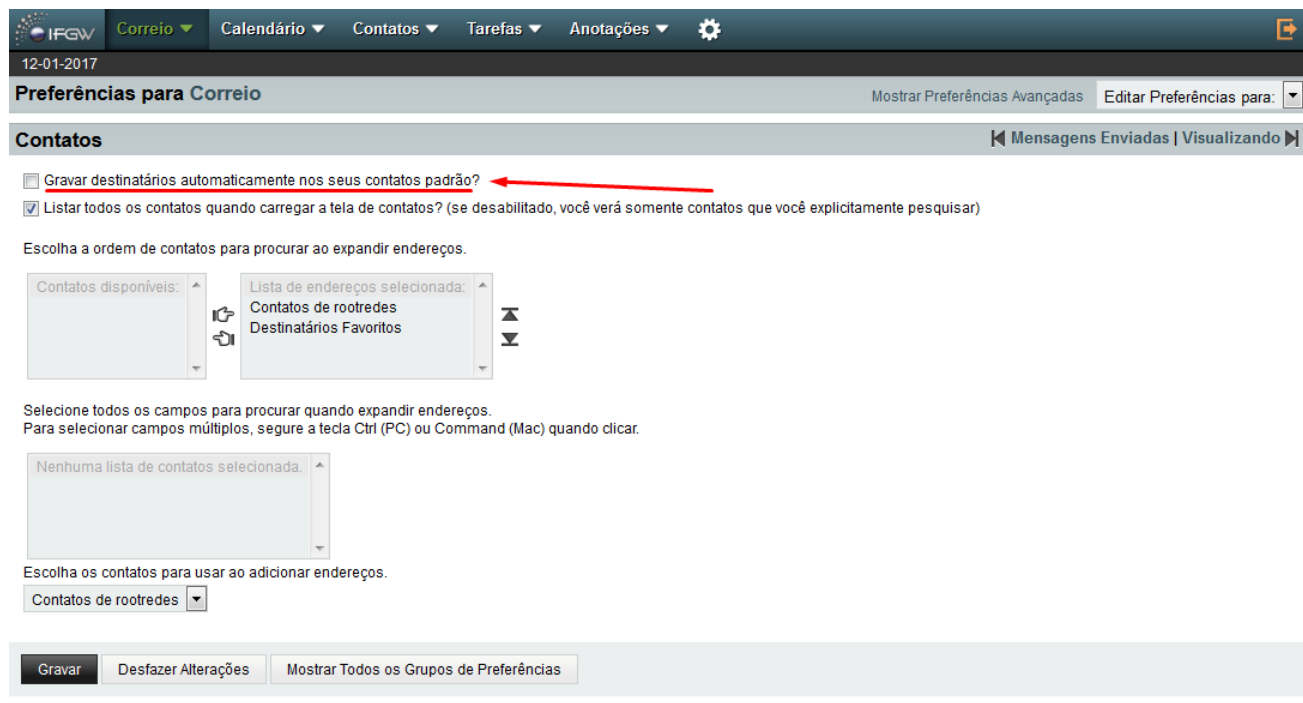 IFGW Correio Calendário Contatos Tarefas Anotações
12-01-2017
Preferências para Correio Mostrar Preferências Avançadas Editar Preferências para:
Contatos Mensagens Enviadas | Visualizando
Gravar destinatários automaticamente nos seus contatos padrão?
Listar todos os contatos quando carregar a tela de contatos? (se desabilitado, você verá somente contatos que você explicitamente pesquisar)
Escolha a ordem de contatos para procurar ao expandir endereços.
Contatos disponíveis: Lista de endereços selecionada:
Contatos de rootredes
Destinatários Favoritos
Selecione todos os campos para procurar quando expandir endereços.
Para selecionar campos múltiplos, segure a tecla Ctrl (PC) ou Command (Mac) quando clicar.
Nenhuma lista de contatos selecionada.
Escolha os contatos para usar ao adicionar endereços.
Contatos de rootredes
Gravar Desfazer Alterações Mostrar Todos os Grupos de Preferências